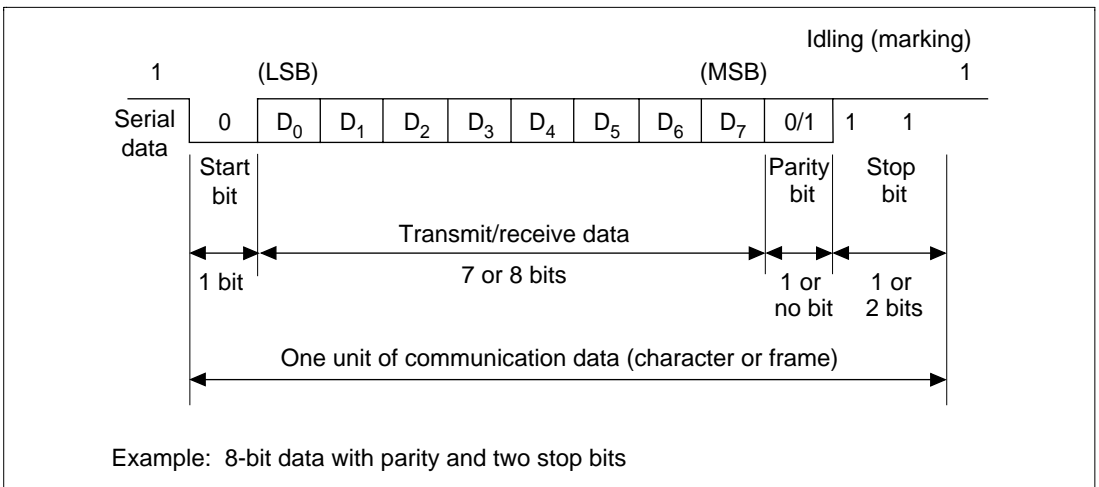 Idling (marking)
1 (LSB) (MSB) 1
Serial data
0 D0 D1 D2 D3 D4 D5 D6 D7 0/1 1 1
Start bit
Parity bit
Stop bit
Transmit/receive data
1 bit
7 or 8 bits
1 or no bit
1 or 2 bits
One unit of communication data (character or frame)
Example: 8-bit data with parity and two stop bits